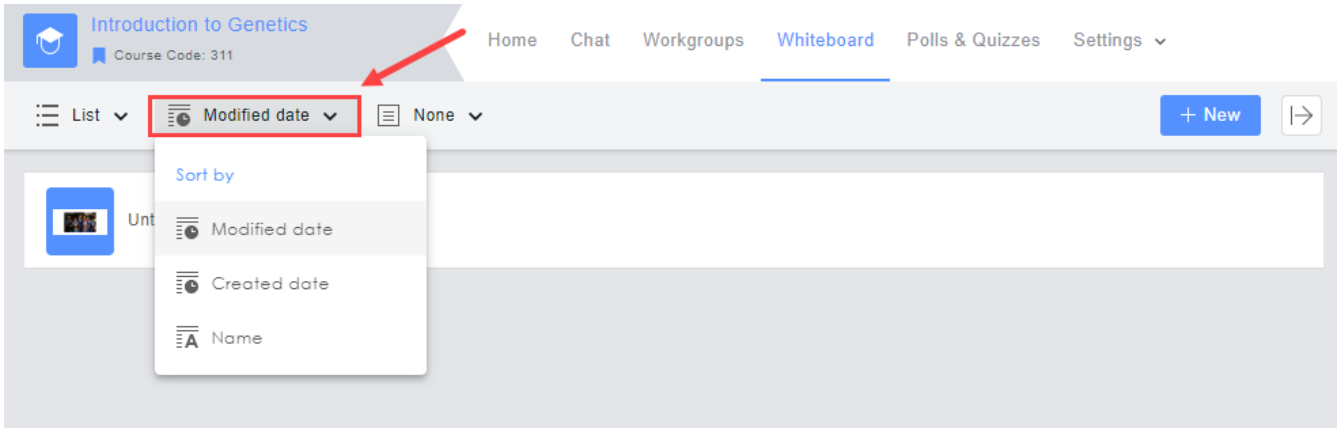 Introduction to Genetics
Course Code: 311
Home Chat Workgroups Whiteboard Polls & Quizzes Settings
List Modified date None + New
Sort by
Unt
Modified date
Created date
Name